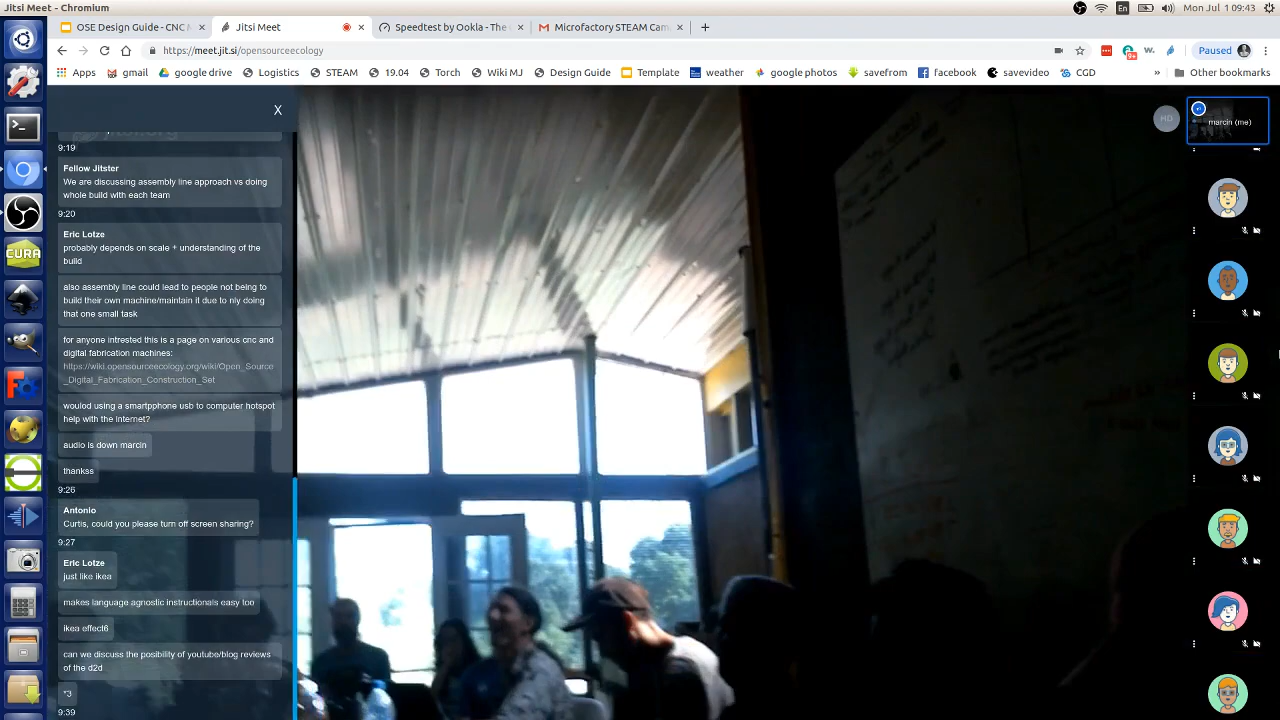 Jitsi Meet - Chromium
En
Mon Jul 1 09:43
OSE Design Guide - CNC M
Jitsi Meet
Speedtest by Ookla - The
Microfactory STEAM Cam
https://meet.jit.si/opensourceecology
9+
W.
Paused
Apps
gmail
google drive
Logistics
STEAM
19.04
Torch
Wiki MJ
Design Guide
Template
weather
google photos
savefrom
facebook
savevideo
CGD
»
Other bookmarks
X
MD
marcin (me)
9:19
Fellow Jitster
We are discussing assembly line approach vs doing
whole build with each team
9:20
Eric Lotze
probably depends on scale + understanding of the
build
also assembly line could lead to people not being to
build their own machine/maintain it due to nly doing
that one small task
for anyone intrested this is a page on various cnc and
digital fabrication machines:
https://wiki.opensourceecology.org/wiki/Open_Source
_Digital_Fabrication_Construction_Set
woulod using a smartpphone usb to computer hotspot
help with the internet?
audio is down marcin
thankss
9:26
Antonio
Curtis, could you please turn off screen sharing?
9:27
Eric Lotze
just like ikea
makes language agnostic instructionals easy too
ikea effect6
can we discuss the posibility of youtube/blog reviews
of the d2d
*3
9:39
CURA